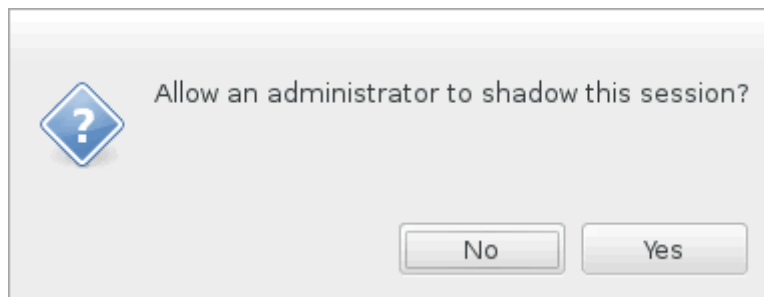 Allow an administrator to shadow this session?
No
Yes